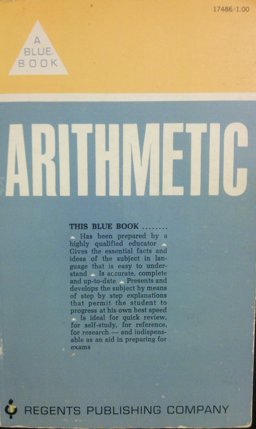 17486-1.00
A
BLUE
BOOK
ARITHMETIC
THIS BLUE BOOK ........
Has been prepared by a
highly qualified educator
Gives the essential facts and
ideas of the subject in lan-
guage that is easy to under-
stand Is accurate, complete
and up-to-date Presents and
develops the subject by means
of step by step explanations
that permit the student to
progress at his own best speed
Is ideal for quick review,
for self-study, for reference,
for research — and indispens-
able as an aid in preparing for
exams
REGENTS PUBLISHING COMPANY